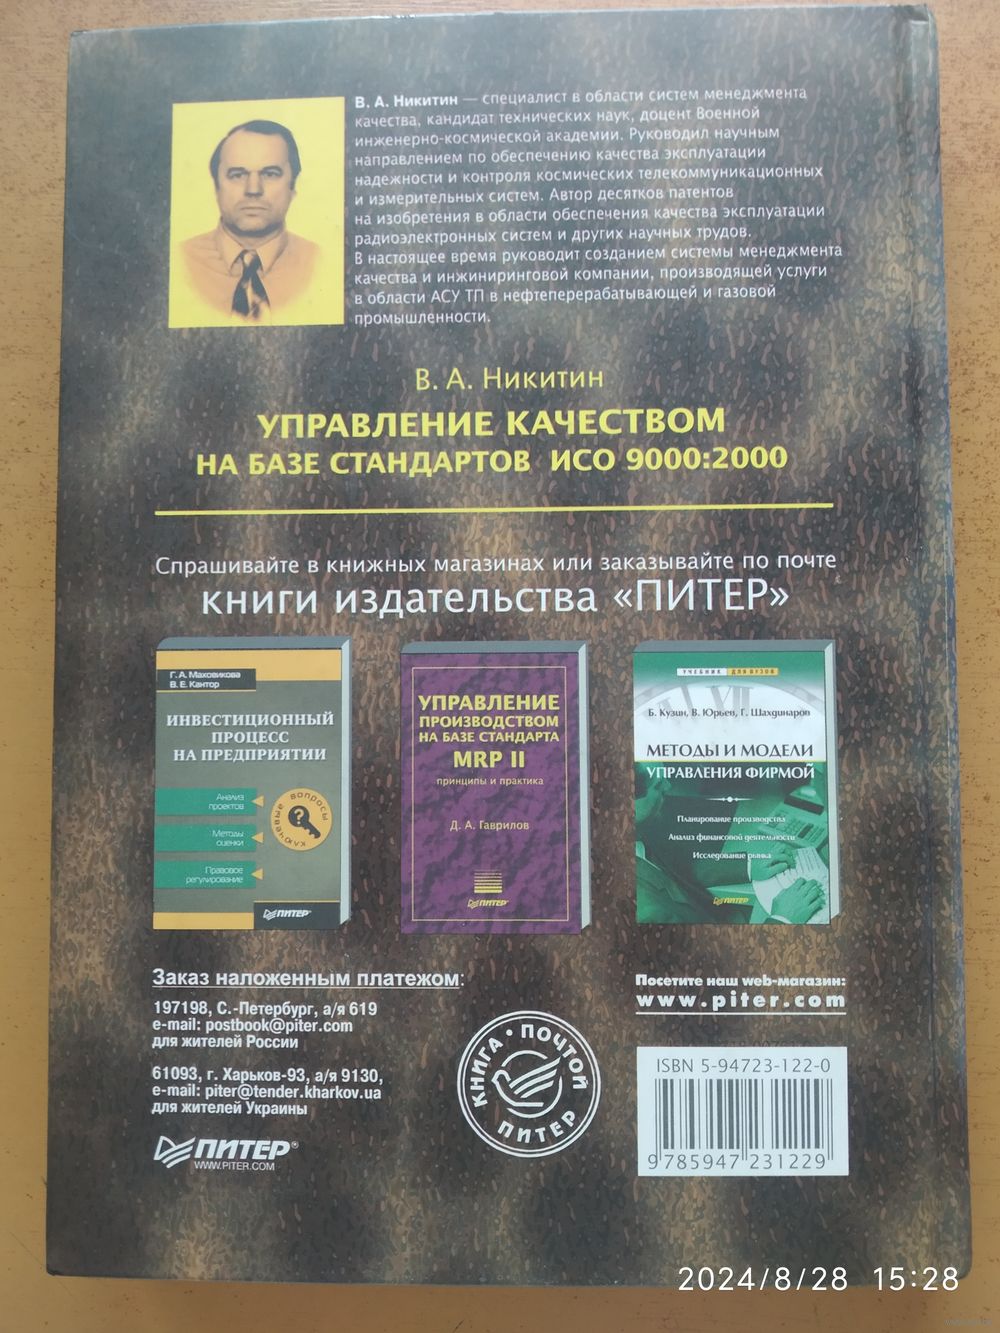 В. А. Никитин — специалист в области систем менеджмента
качества, кандидат технических наук, доцент Военной
инженерно-космической академии. Руководил научным
направлением по обеспечению качества эксплуатации
надежности и контроля космических телекоммуникационных
и измерительных систем. Автор десятков патентов
на изобретения в области обеспечения качества эксплуатации
радиоэлектронных систем и других научных трудов.
В настоящее время руководит созданием системы менеджмента
качества и инжиниринговой компании, производящей услуги
в области АСУ ТП в нефтеперерабатывающей и газовой
промышленности.
В. А. Никитин
УПРАВЛЕНИЕ КАЧЕСТВОМ
НА БАЗЕ СТАНДАРТОВ ИСО 9000:2000
Спрашивайте в книжных магазинах или заказывайте по почте
книги издательства «ПИТЕР»
Г. А. Маховикова
В. Е. Кантор
ИНВЕСТИЦИОННЫЙ
ПРОЦЕСС
НА ПРЕДПРИЯТИИ
Анализ
проектов
Методы
оценки
Правовое
регулирование
ключевые вопросы
?
ПИТЕР®
УПРАВЛЕНИЕ
ПРОИЗВОДСТВОМ
НА БАЗЕ СТАНДАРТА
MRP II
принципы и практика
Д. А. Гаврилов
ПИТЕР®
УЧЕБНИК ДЛЯ ВУЗОВ
VII
Б. Кузин, В. Юрьев, Г. Шахдинаров
МЕТОДЫ И МОДЕЛИ
УПРАВЛЕНИЯ ФИРМОЙ
Планирование производства
Анализ финансовой деятельности
Исследование рынка
ПИТЕР
Заказ наложенным платежом:
197198, С.-Петербург, а/я 619
e-mail: postbook@piter.com
для жителей России
61093, г. Харьков-93, а/я 9130,
e-mail: piter@tender.kharkov.ua
для жителей Украины
ПИТЕР®
WWW.PITER.COM
КНИГА • ПОЧТОЙ
ПИТЕР
Посетите наш web-магазин:
www.piter.com
ISBN 5-94723-122-0
9 785947 231229
2024/8/28 15:28